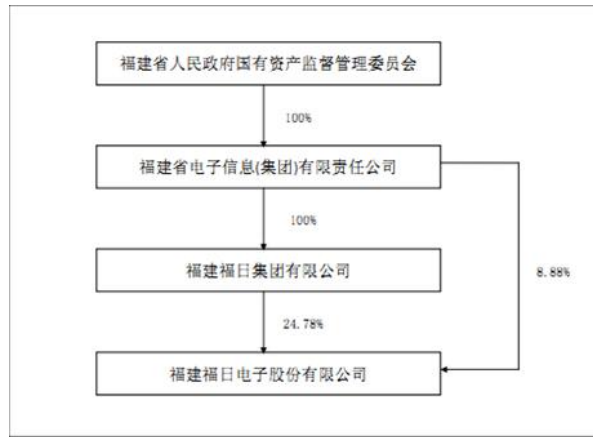 福建省人民政府国有资产监督管理委员会
100%
福建省电子信息(集团)有限责任公司
100%
福建福日集团有限公司
8.88%
24.78%
福建福日电子股份有限公司